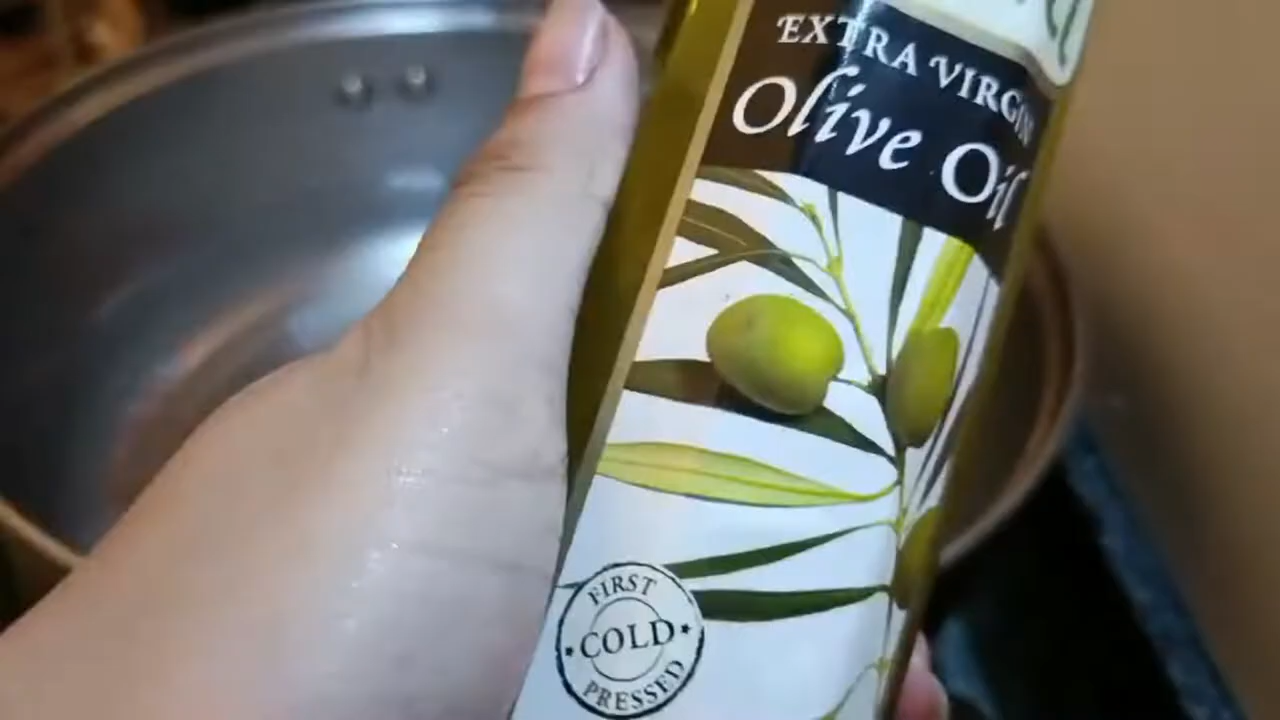 EXTRA VIRGIN
Olive Oil
FIRST
COLD
PRESSED